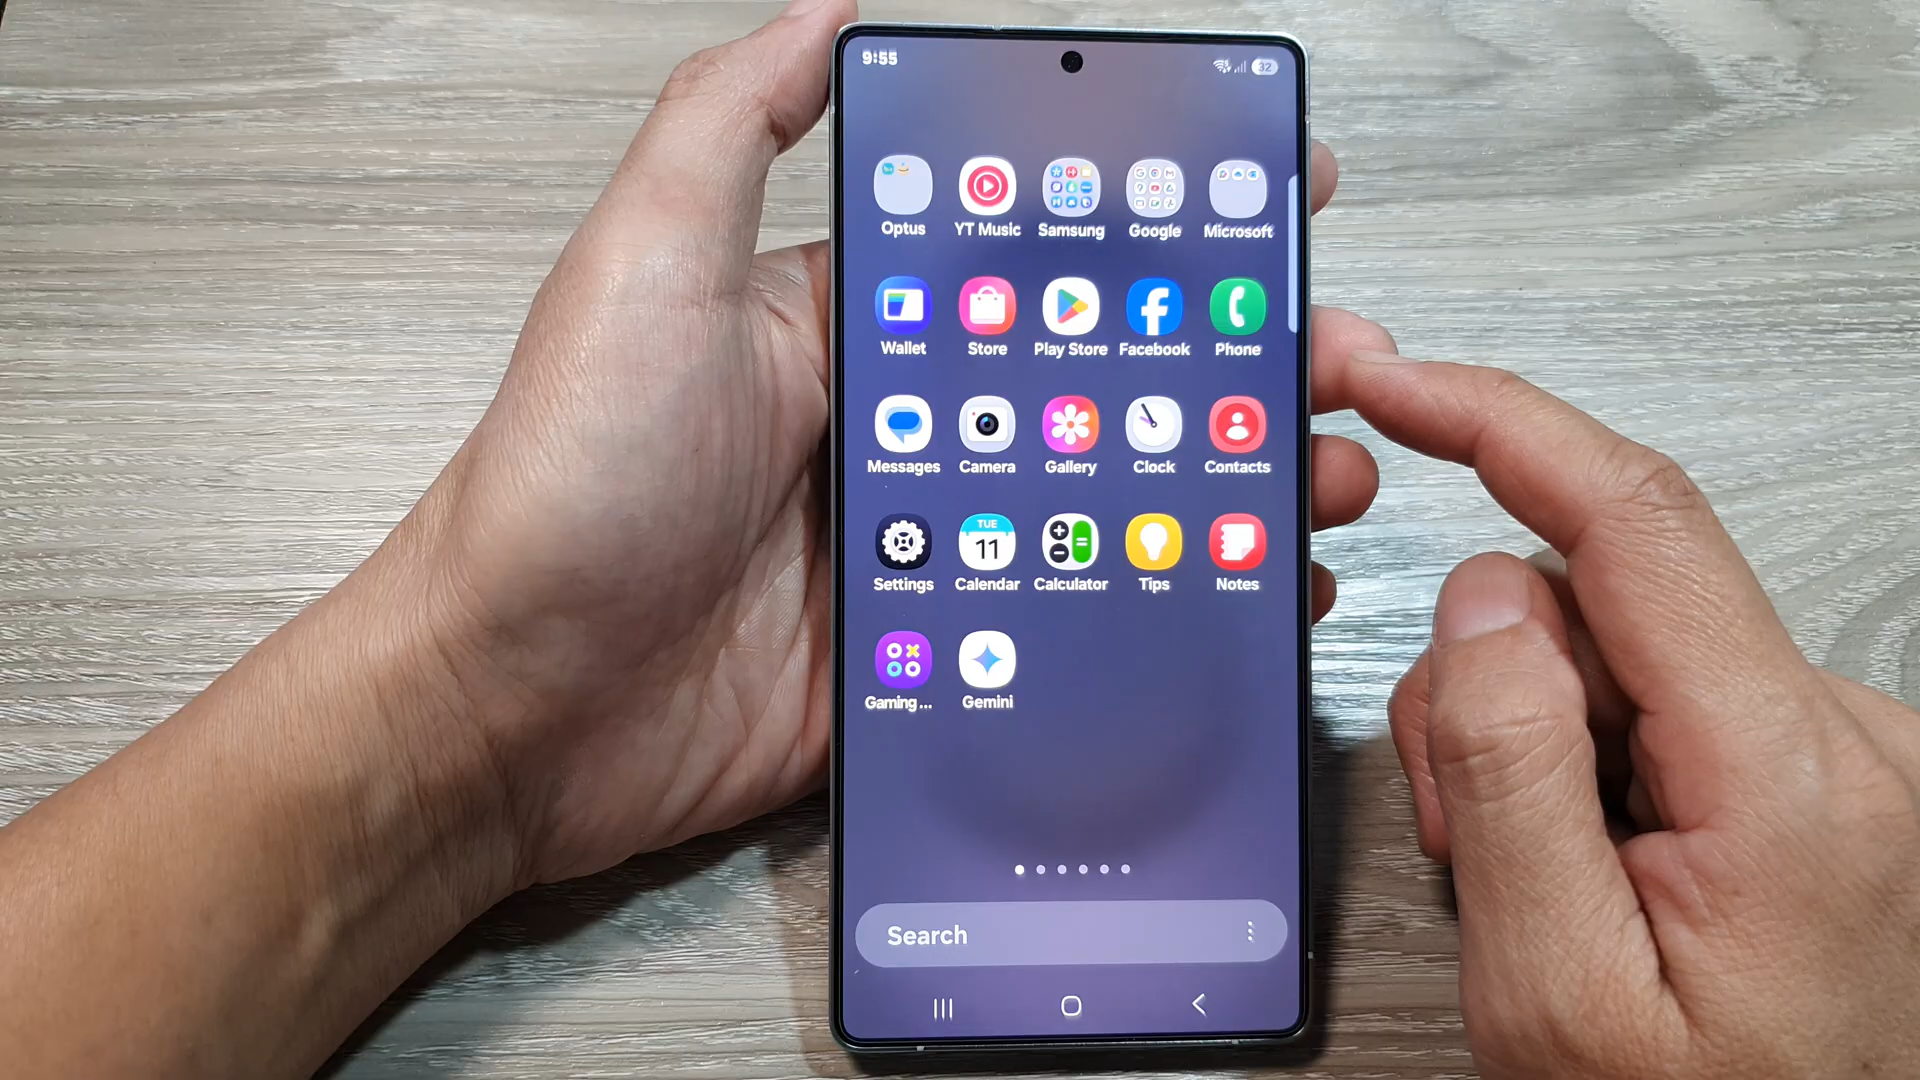 9:55
32
Optus YT Music Samsung Google Microsoft
Wallet Store Play Store Facebook Phone
Messages Camera Gallery Clock Contacts
TUE
11
Settings Calendar Calculator Tips Notes
Gaming...
Gemini
Search